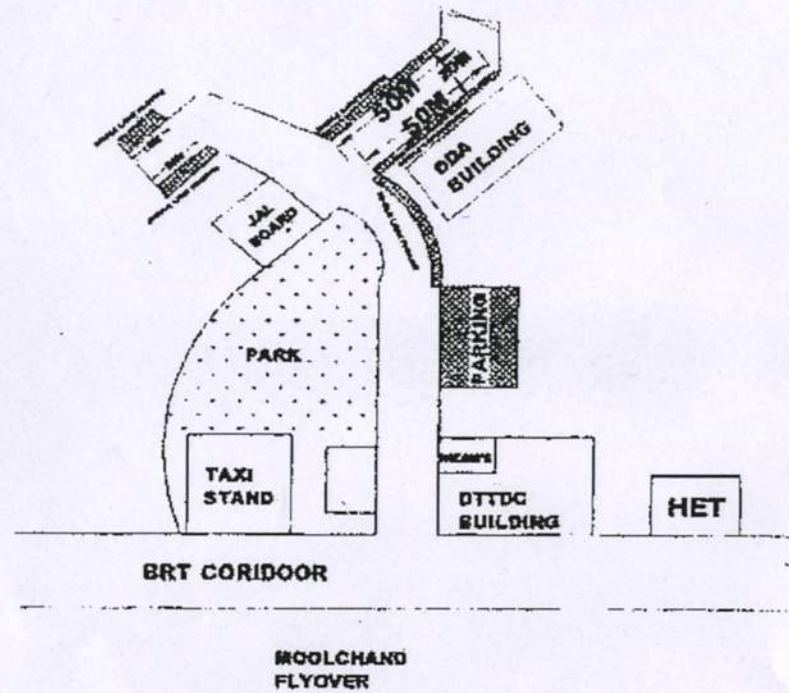 50M
50M
DDA
BUILDING
JAL
BOARD
PARKING
PARK
TAXI
STAND
DTTDC
BUILDING
HET
BRT CORIDOOR
MOOLCHAND
FLYOVER